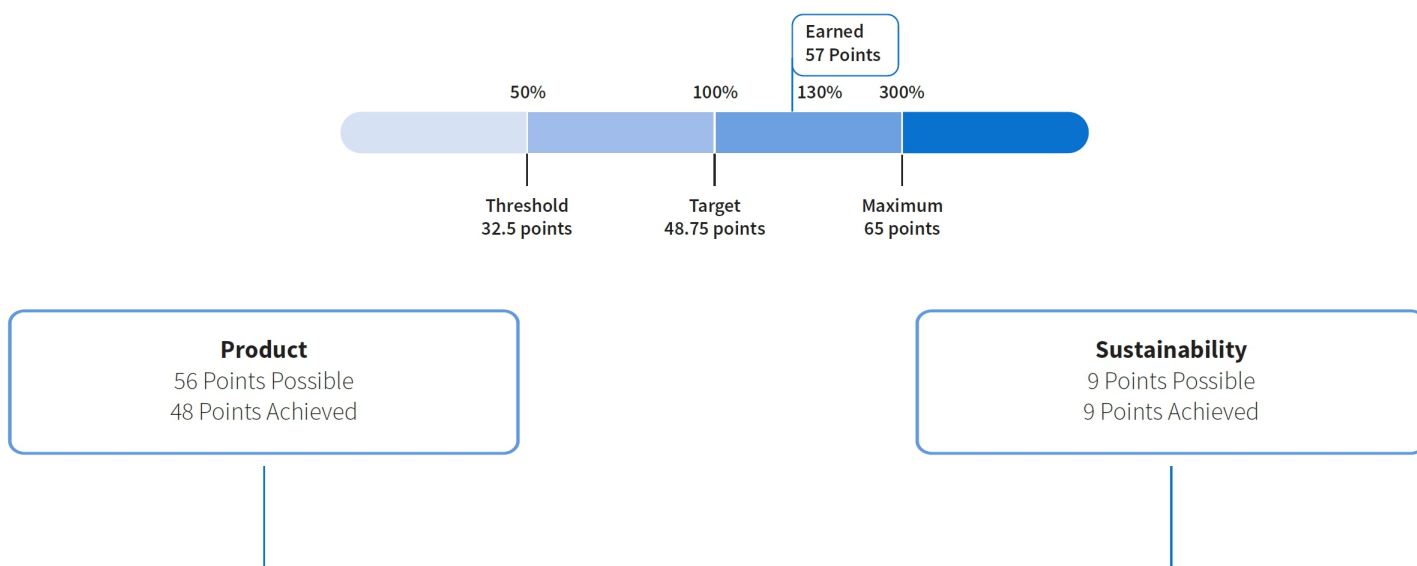 Earned
57 Points
50%
100%
130%
300%
Threshold
32.5 points
Target
48.75 points
Maximum
65 points
Product
56 Points Possible
48 Points Achieved
Sustainability
9 Points Possible
9 Points Achieved